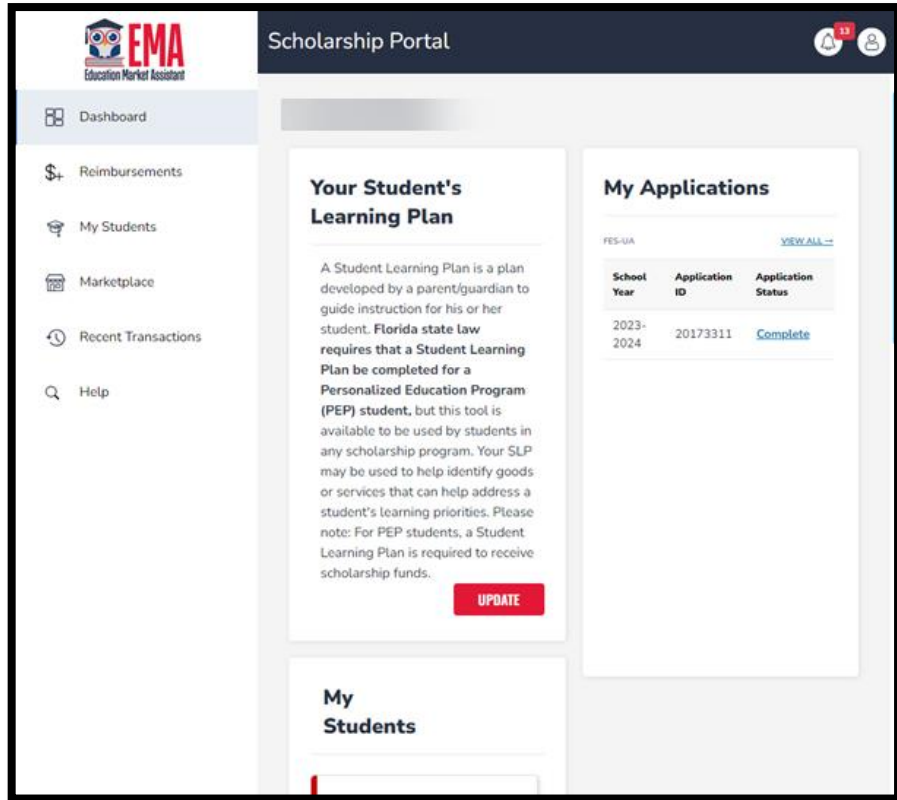 EMA
Education Market Assistant
Scholarship Portal
13
Dashboard
Reimbursements
My Students
Marketplace
Recent Transactions
Help
Your Student's
Learning Plan
A Student Learning Plan is a plan
developed by a parent/guardian to
guide instruction for his or her
student. Florida state law
requires that a Student Learning
Plan be completed for a
Personalized Education Program
(PEP) student, but this tool is
available to be used by students in
any scholarship program. Your SLP
may be used to help identify goods
or services that can help address a
student's learning priorities. Please
note: For PEP students, a Student
Learning Plan is required to receive
scholarship funds.
UPDATE
My Applications
FES-UA VIEW ALL →
School Application Application
Year ID Status
2023-
2024 20173311 Complete
My
Students